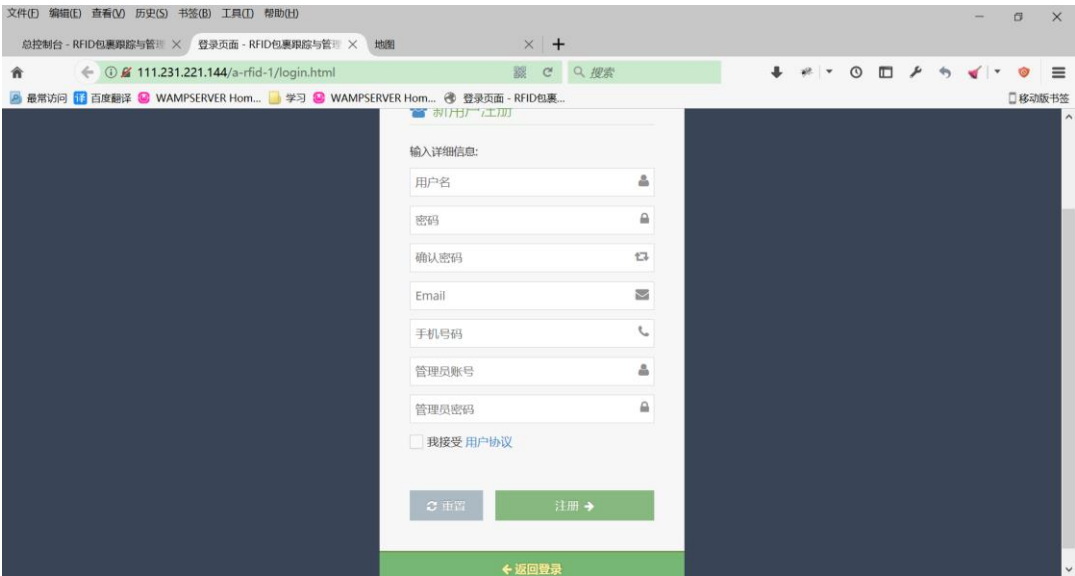 文件(F) 编辑(E) 查看(V) 历史(S) 书签(B) 工具(T) 帮助(H)
总控制台 - RFID包裹跟踪与管理 登录页面 - RFID包裹跟踪与管理 地图
111.231.221.144/a-rfid-1/login.html 搜索
最常访问 译 百度翻译 WAMPSERVER Hom... 学习 WAMPSERVER Hom... 登录页面 - RFID包裹... 移动版书签
新用户注册
输入详细信息:
用户名
密码
确认密码
Email
手机号码
管理员账号
管理员密码
我接受 用户协议
重置 注册
返回登录